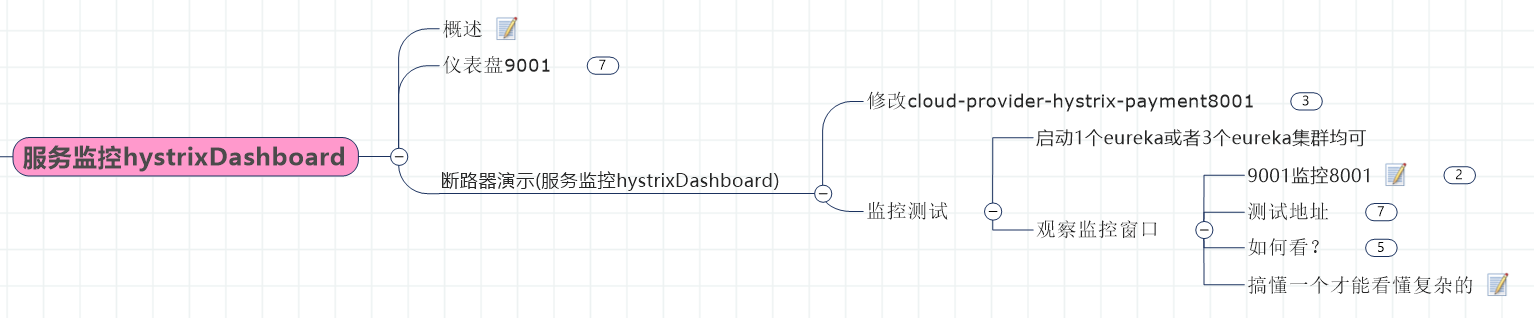 概述
仪表盘9001
7
修改cloud-provider-hystrix-payment8001
3
启动1个eureka或者3个eureka集群均可
服务监控hystrixDashboard
断路器演示(服务监控hystrixDashboard)
9001监控8001
2
监控测试
测试地址
7
观察监控窗口
如何看？
5
搞懂一个才能看懂复杂的